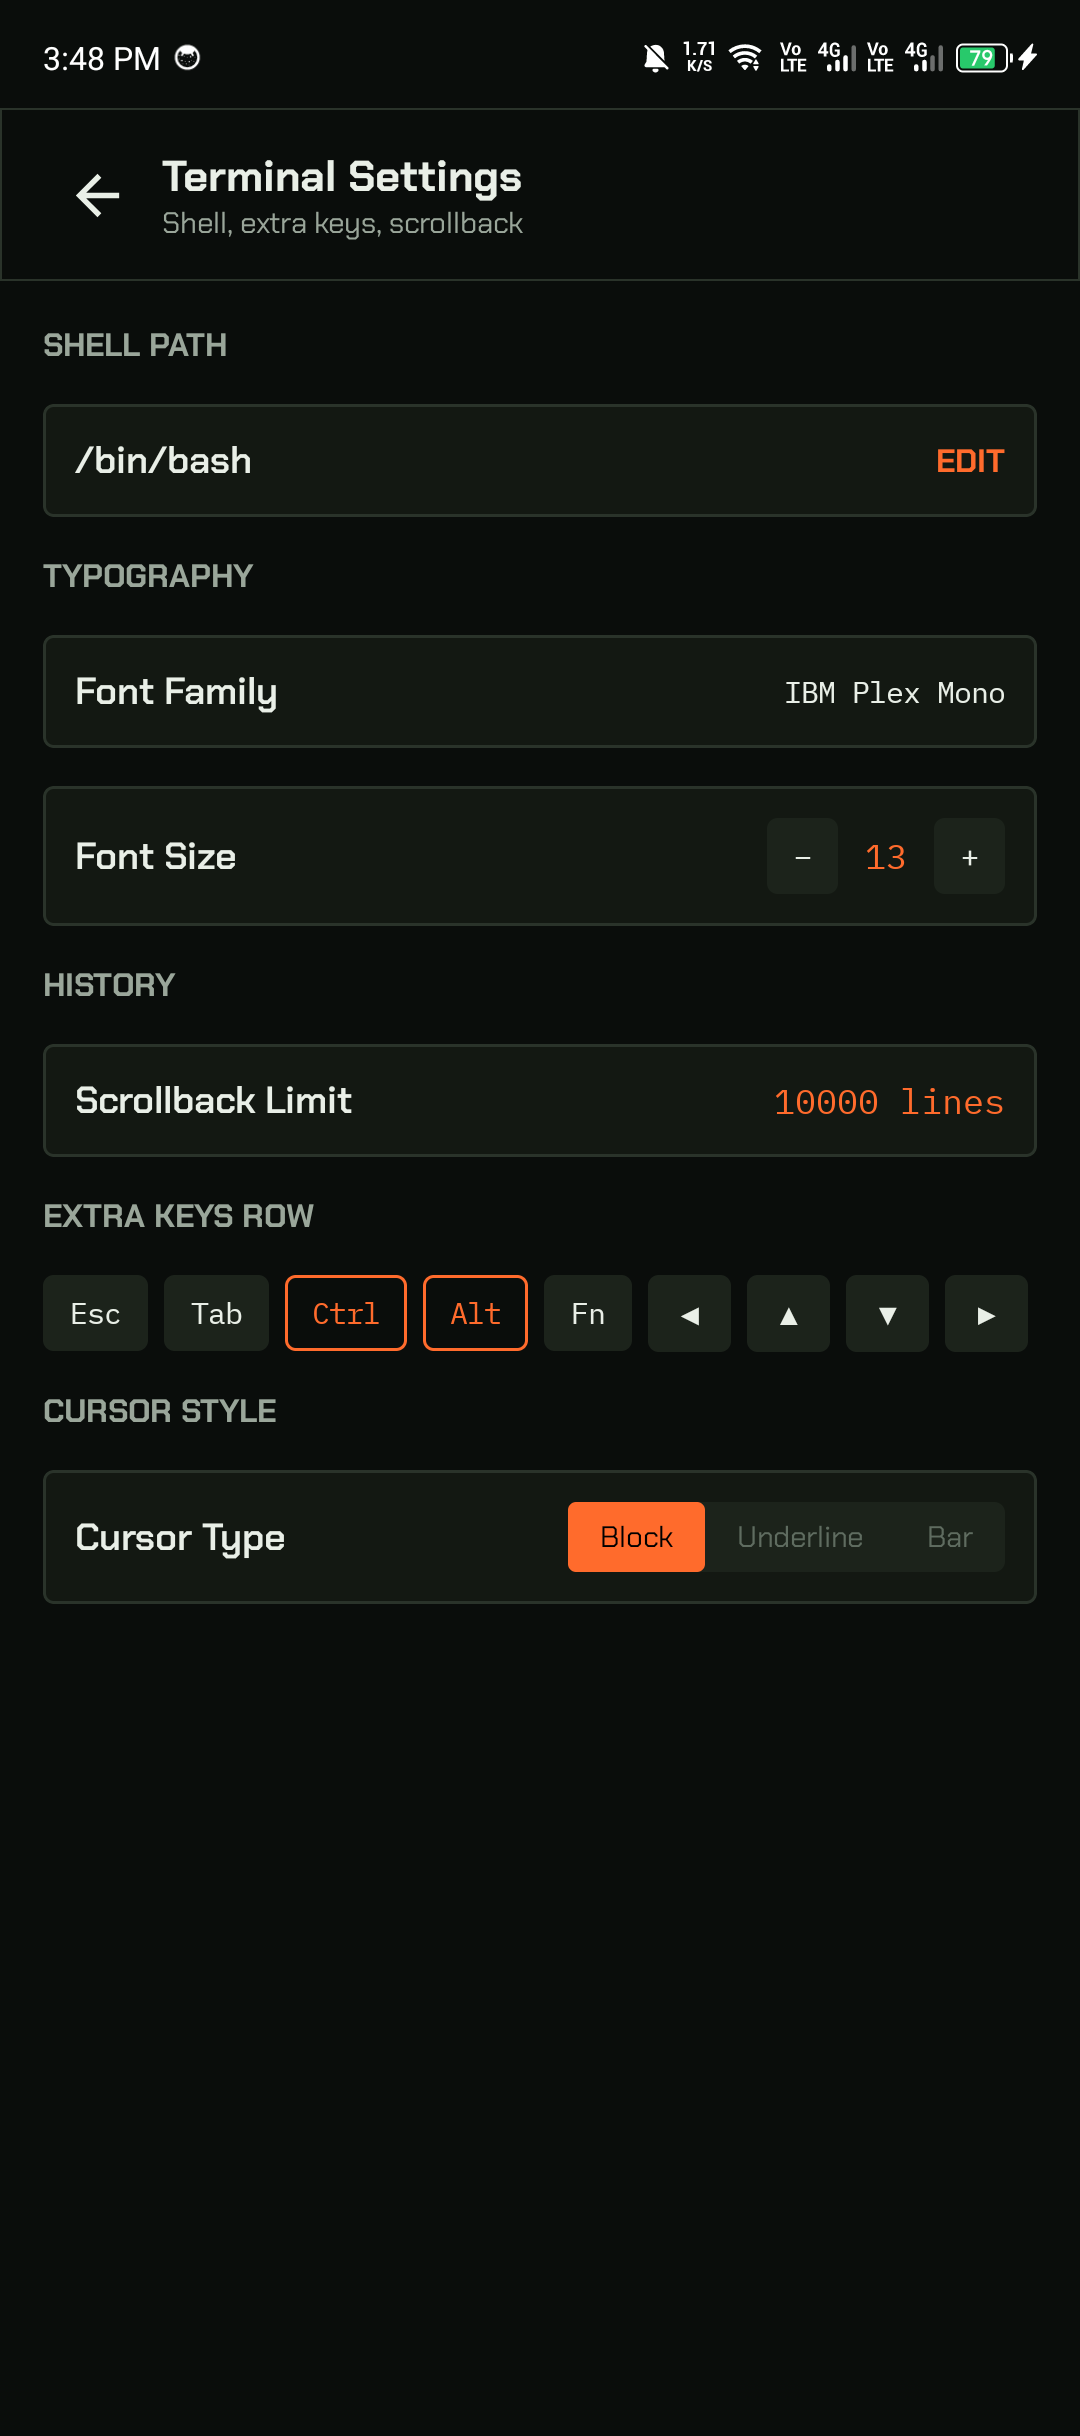 3:48 PM
1.71 K/S
Vo LTE 4G Vo LTE 4G 79
Terminal Settings
Shell, extra keys, scrollback
SHELL PATH
/bin/bash EDIT
TYPOGRAPHY
Font Family IBM Plex Mono
Font Size − 13 +
HISTORY
Scrollback Limit 10000 lines
EXTRA KEYS ROW
Esc Tab Ctrl Alt Fn ◀ ▲ ▼ ▶
CURSOR STYLE
Cursor Type Block Underline Bar